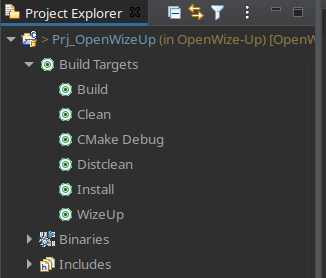 Project Explorer
> Prj_OpenWizeUp (in OpenWize-Up) [OpenW
Build Targets
Build
Clean
CMake Debug
Distclean
Install
WizeUp
Binaries
Includes